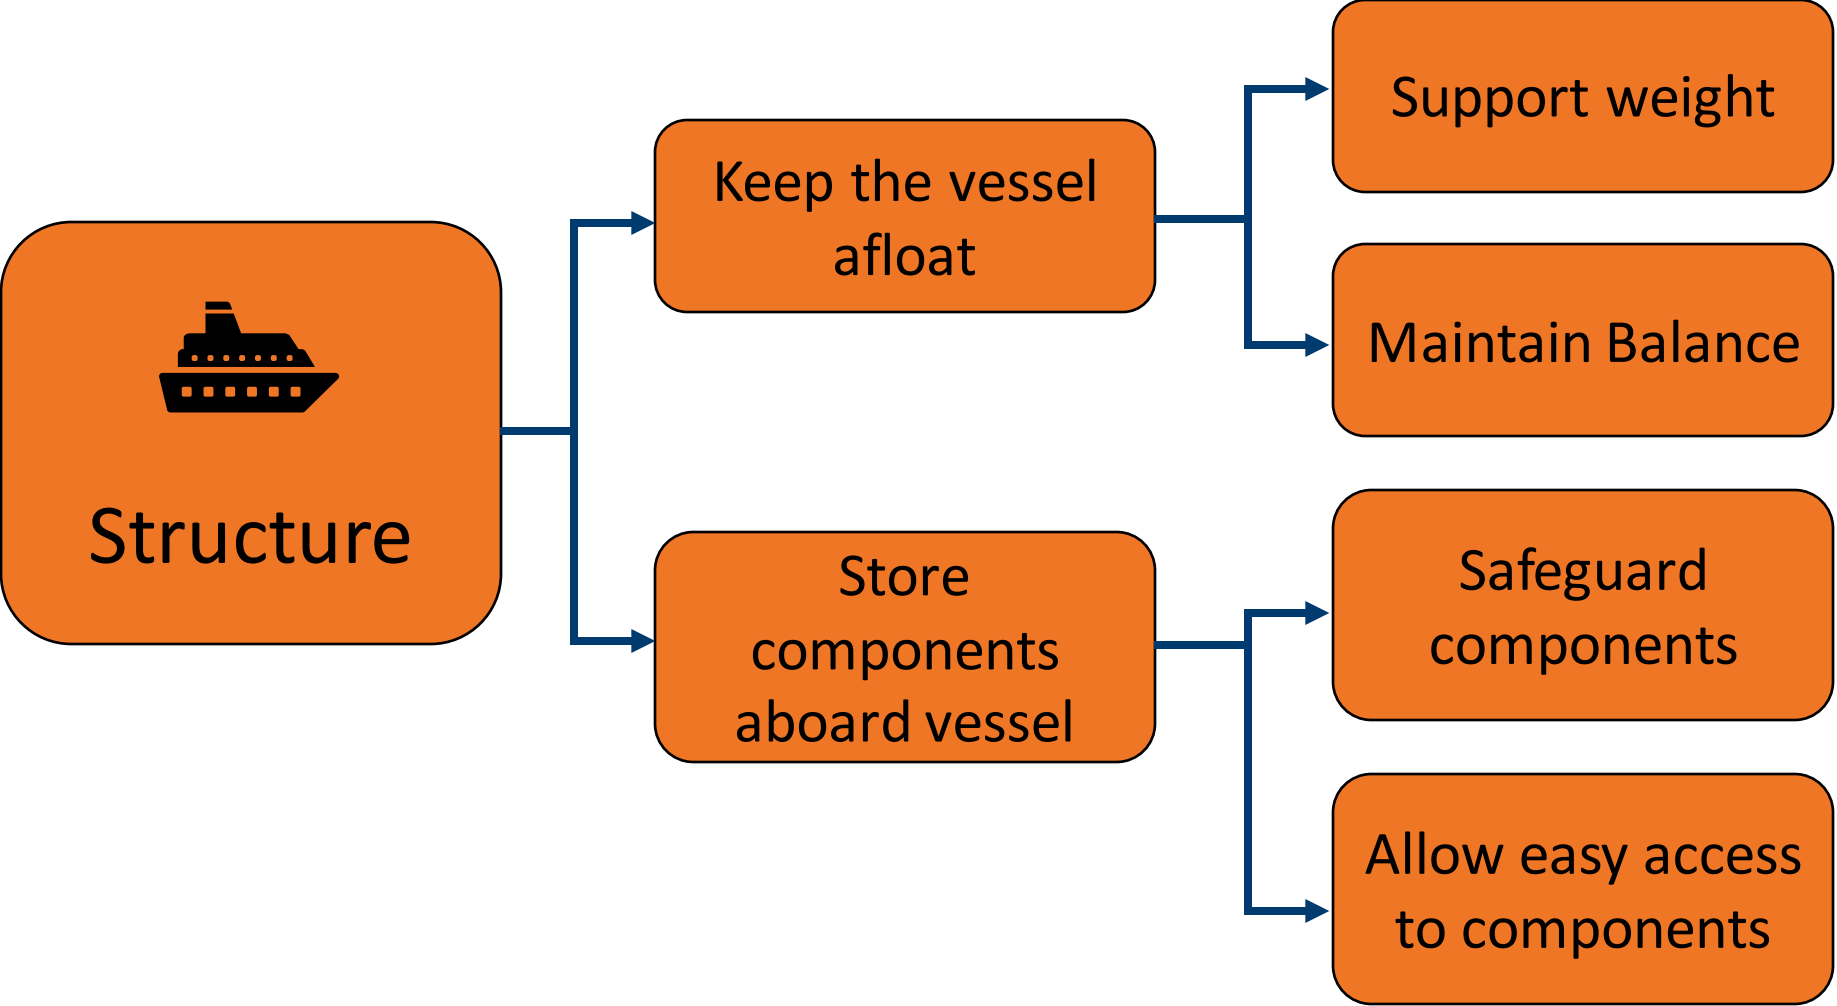 Structure
Keep the vessel
afloat
Store
components
aboard vessel
Support weight
Maintain Balance
Safeguard
components
Allow easy access
to components